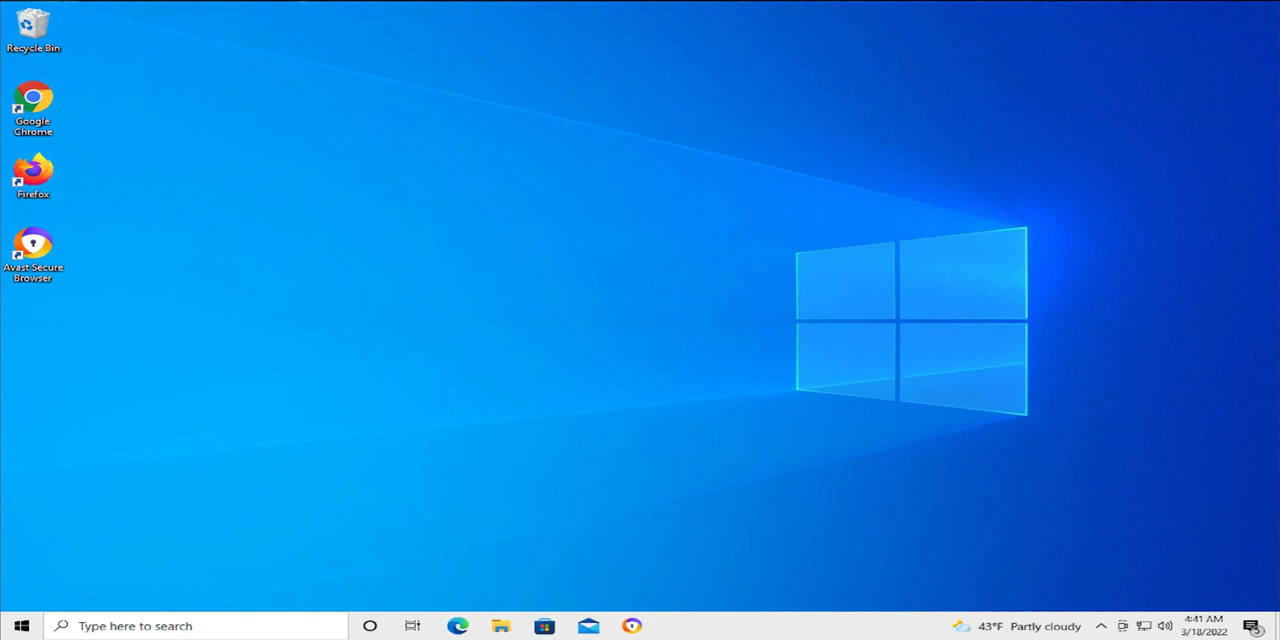 Recycle Bin
Google
Chrome
Firefox
Avast Secure
Browser
Type here to search
43°F Partly cloudy
4:41 AM
3/18/2022
5